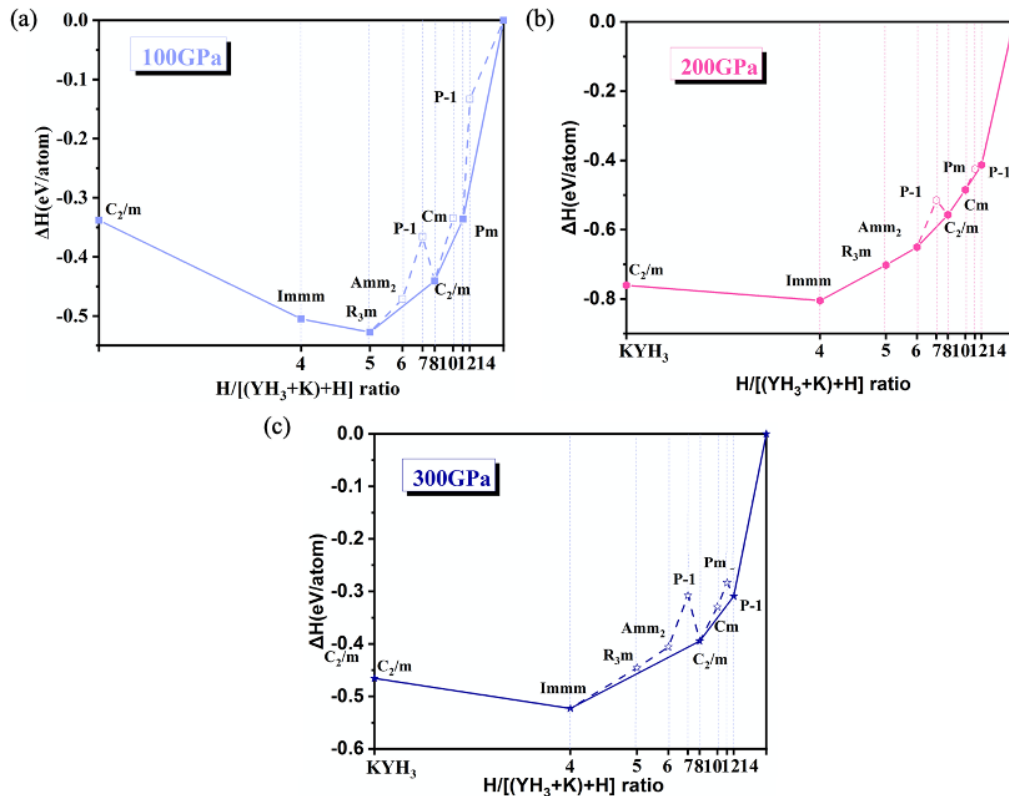 (a)
100GPa
0.0
-0.1
-0.2
-0.3
-0.4
-0.5
ΔH(eV/atom)
C₂/m
Immm
R₃m
Amm₂
P-1
C₂/m
Cm
Pm
P-1
4 5 6 7 8 10 12 14
H/[(YH₃+K)+H] ratio
(b)
200GPa
0.0
-0.2
-0.4
-0.6
-0.8
ΔH(eV/atom)
C₂/m
Immm
R₃m
Amm₂
P-1
C₂/m
Cm
Pm
P-1
KYH₃ 4 5 6 7 8 10 12 14
H/[(YH₃+K)+H] ratio
(c)
300GPa
0.0
-0.1
-0.2
-0.3
-0.4
-0.5
-0.6
ΔH(eV/atom)
C₂/m
C₂/m
Immm
R₃m
Amm₂
P-1
C₂/m
Cm
Pm
P-1
KYH₃ 4 5 6 7 8 10 12 14
H/[(YH₃+K)+H] ratio